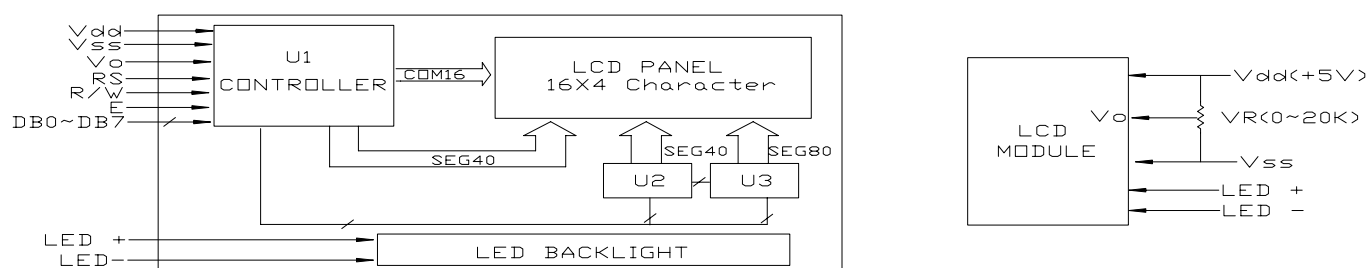 Vdd
Vss
Vo
RS
R/W
E
DB0~DB7
U1
CONTROLLER
COM16
LCD PANEL
16X4 Character
SEG40
SEG40
SEG80
U2
U3
LED +
LED-
LED BACKLIGHT
LCD
MODULE
Vdd(+5V)
Vo
VR(0~20K)
Vss
LED +
LED -